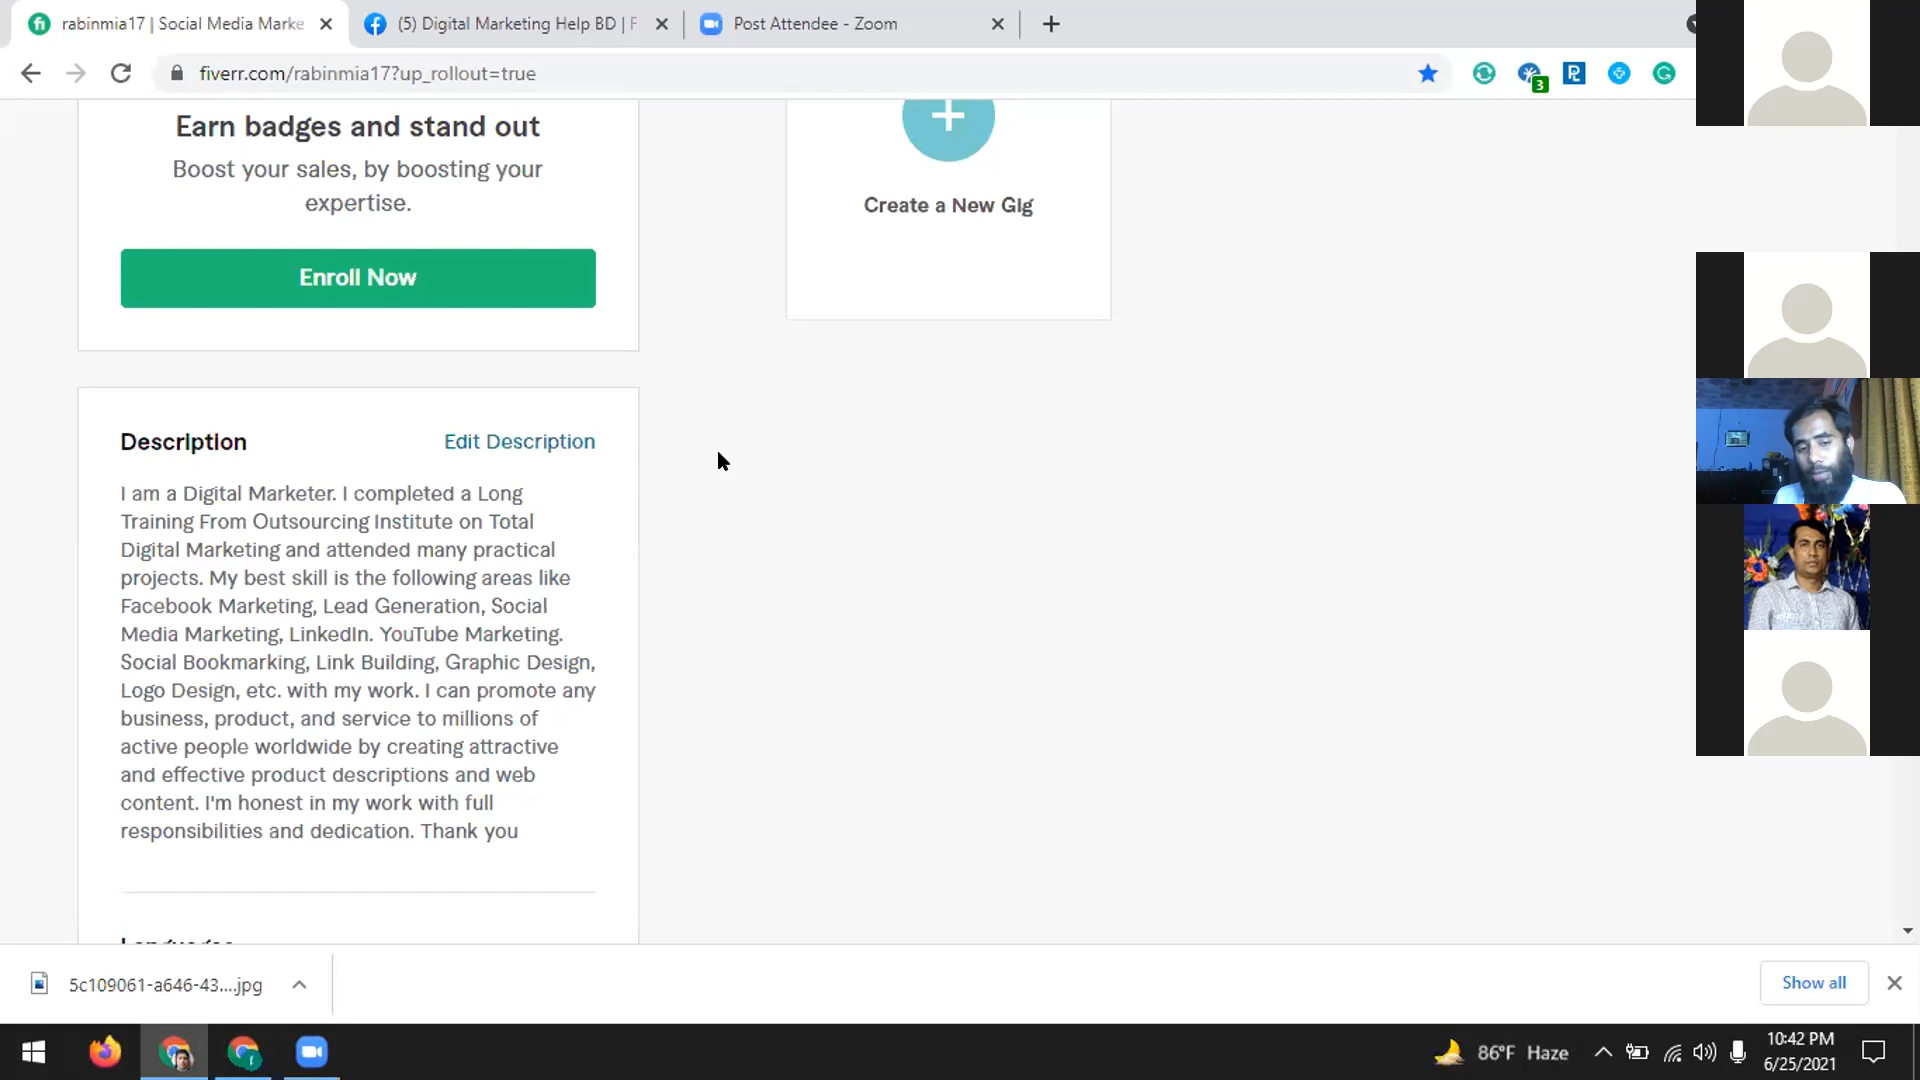 rabinmia17 | Social Media Marke
(5) Digital Marketing Help BD | F
Post Attendee - Zoom
fiverr.com/rabinmia17?up_rollout=true
3
Earn badges and stand out
Boost your sales, by boosting your
expertise.
Enroll Now
Create a New Gig
Description
Edit Description
I am a Digital Marketer. I completed a Long
Training From Outsourcing Institute on Total
Digital Marketing and attended many practical
projects. My best skill is the following areas like
Facebook Marketing, Lead Generation, Social
Media Marketing, LinkedIn. YouTube Marketing.
Social Bookmarking, Link Building, Graphic Design,
Logo Design, etc. with my work. I can promote any
business, product, and service to millions of
active people worldwide by creating attractive
and effective product descriptions and web
content. I'm honest in my work with full
responsibilities and dedication. Thank you
Languages
5c109061-a646-43....jpg
Show all
86°F Haze
10:42 PM
6/25/2021